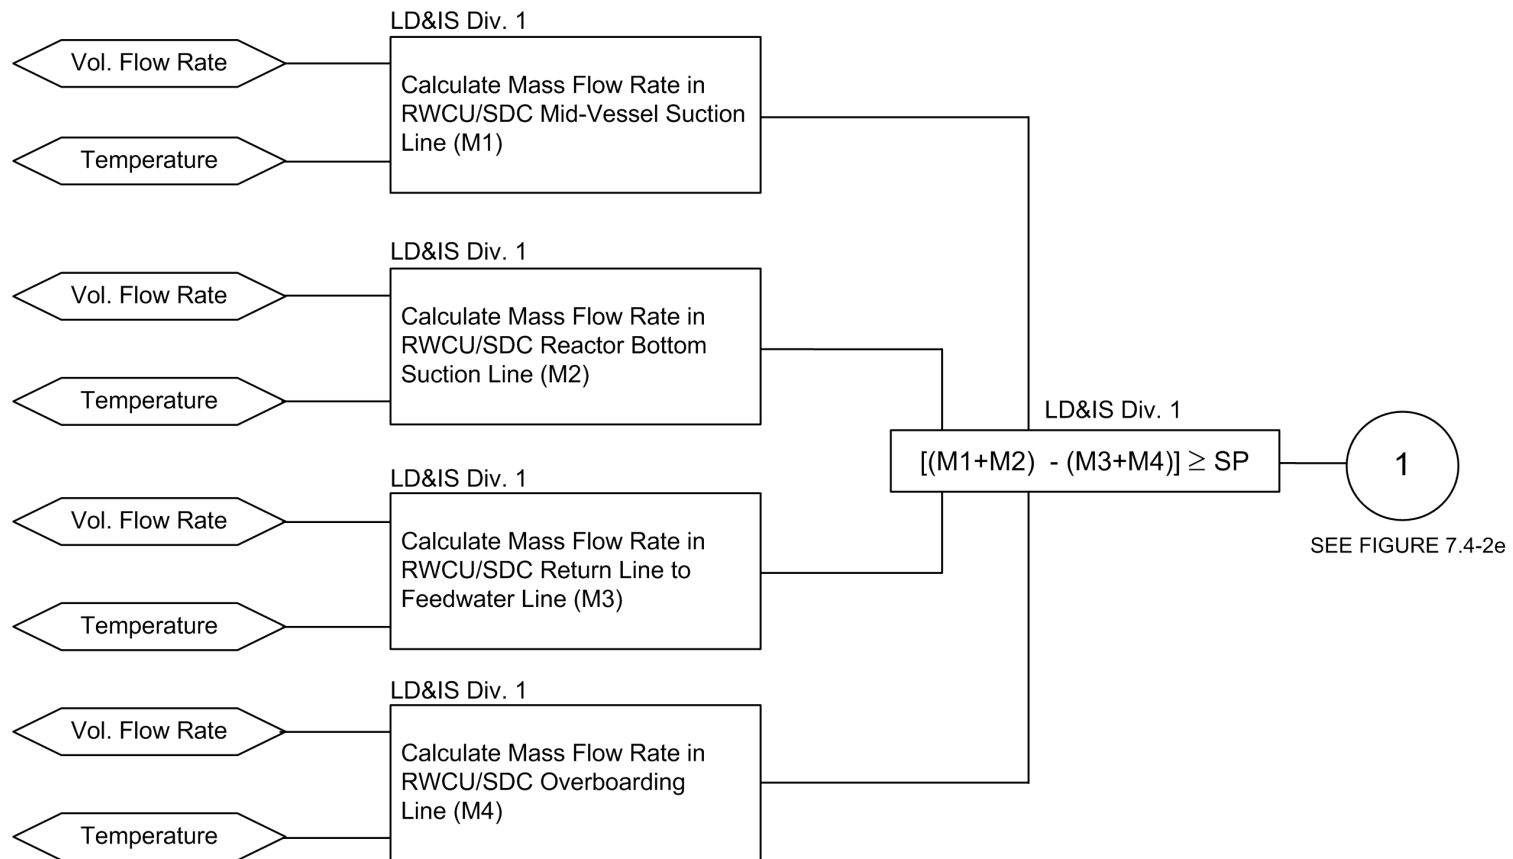 LD&IS Div. 1
Vol. Flow Rate
Temperature
Calculate Mass Flow Rate in
RWCU/SDC Mid-Vessel Suction
Line (M1)
LD&IS Div. 1
Vol. Flow Rate
Temperature
Calculate Mass Flow Rate in
RWCU/SDC Reactor Bottom
Suction Line (M2)
LD&IS Div. 1
[(M1+M2)  - (M3+M4)] ≥ SP
1
SEE FIGURE 7.4-2e
LD&IS Div. 1
Vol. Flow Rate
Temperature
Calculate Mass Flow Rate in
RWCU/SDC Return Line to
Feedwater Line (M3)
LD&IS Div. 1
Vol. Flow Rate
Temperature
Calculate Mass Flow Rate in
RWCU/SDC Overboarding
Line (M4)